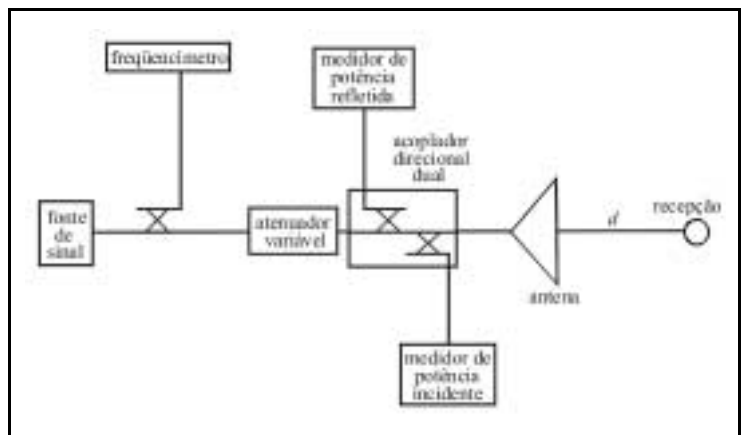 freqüencímetro
medidor de
potência
refletida
acoplador
direcional
dual
fonte
de
sinal
atenuador
variável
d
recepção
antena
medidor de
potência
incidente